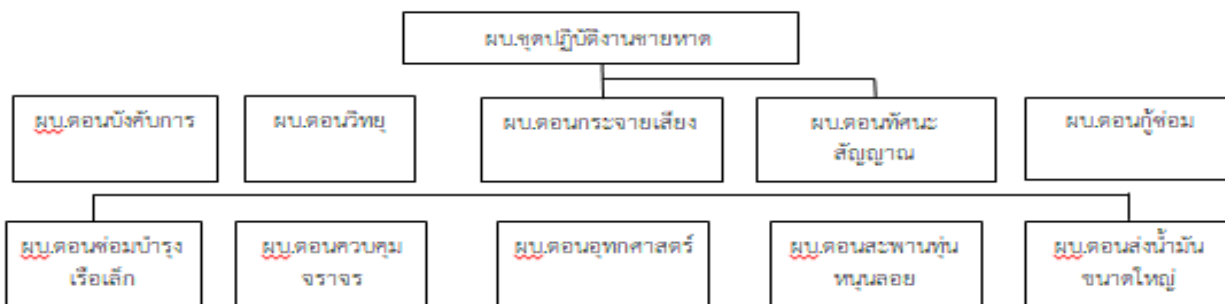 ผบ.ชุดปฏิบัติงานชายหาด
ผบ.ตอนบังคับการ
ผบ.ตอนวิทยุ
ผบ.ตอนกระจายเสียง
ผบ.ตอนทัศนะ
สัญญาณ
ผบ.ตอนกู้ซ่อม
ผบ.ตอนซ่อมบำรุง
เรือเล็ก
ผบ.ตอนควบคุม
จราจร
ผบ.ตอนอุทกศาสตร์
ผบ.ตอนสะพานทุ่น
หนุนลอย
ผบ.ตอนส่งน้ำมัน
ขนาดใหญ่